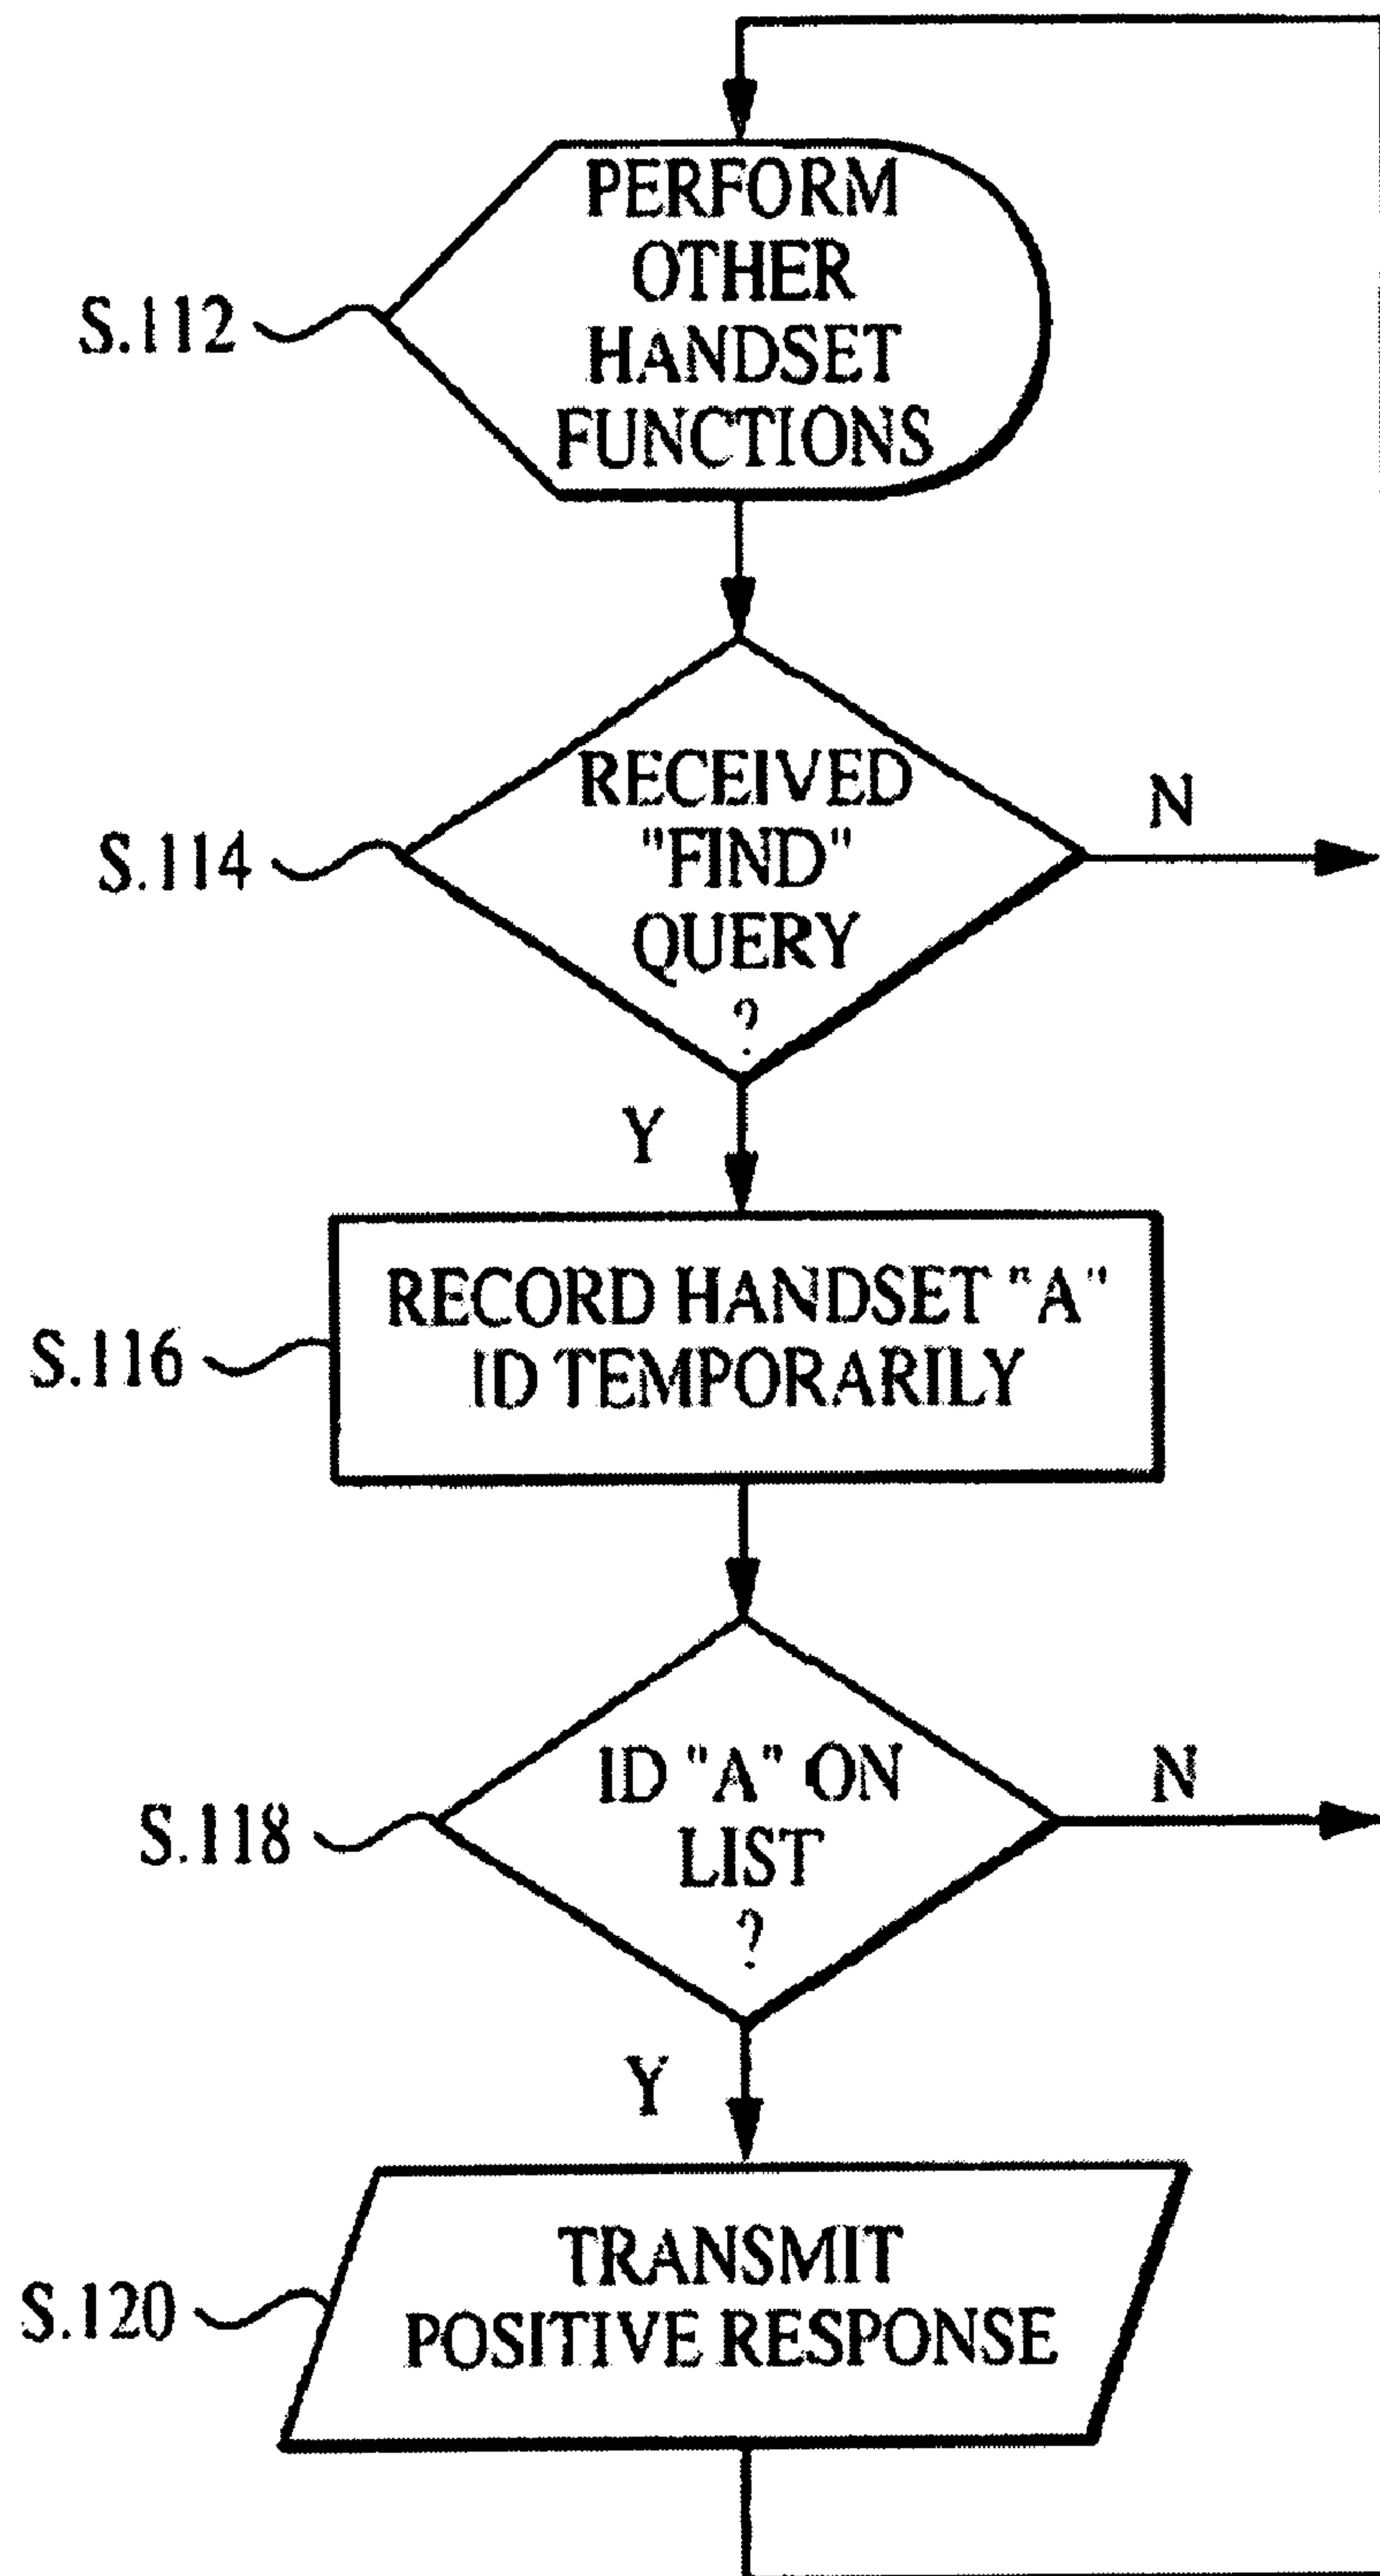 PERFORM
OTHER
HANDSET
FUNCTIONS
S.112
RECEIVED
"FIND"
QUERY
?
S.114
N
Y
RECORD HANDSET "A"
ID TEMPORARILY
S.116
ID "A" ON
LIST
?
S.118
N
Y
TRANSMIT
POSITIVE RESPONSE
S.120